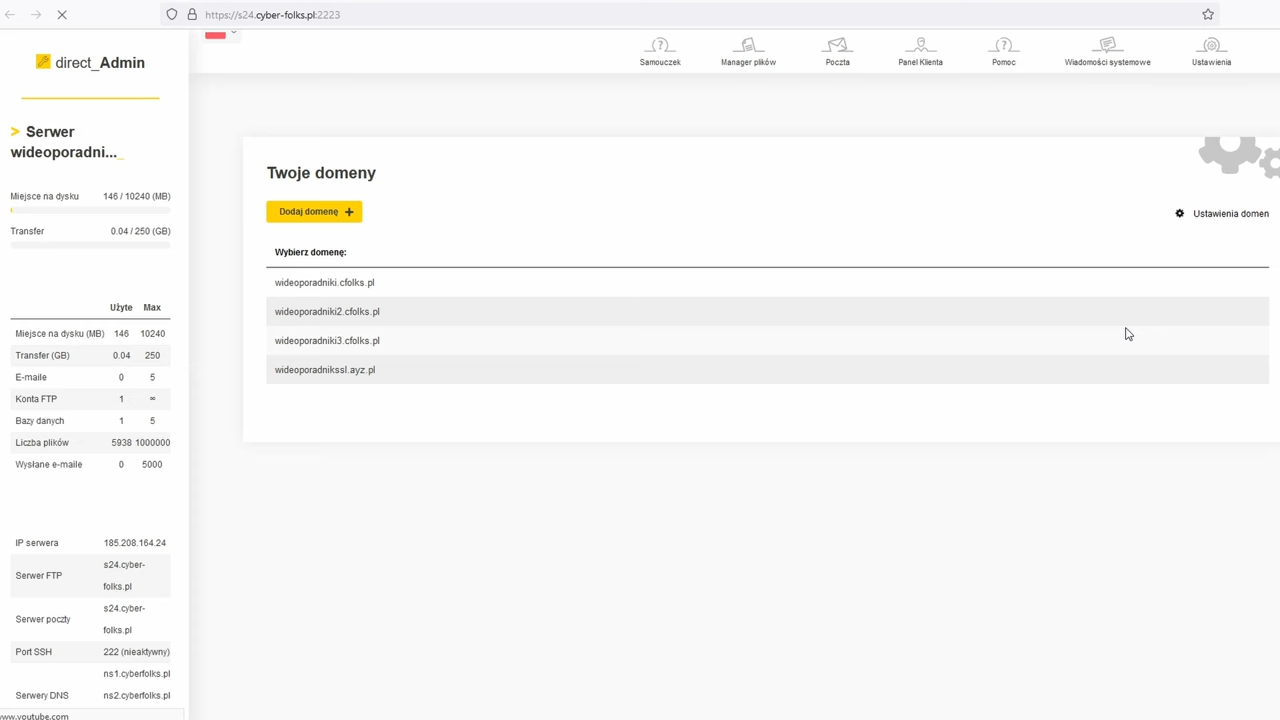 https://s24.cyber-folks.pl:2223
direct_Admin
> Serwer
wideoporadni..._
Miejsce na dysku 146 / 10240 (MB)
Transfer 0.04 / 250 (GB)
Użyte Max
Miejsce na dysku (MB) 146 10240
Transfer (GB) 0.04 250
E-maile 0 5
Konta FTP 1 ∞
Bazy danych 1 5
Liczba plików 5938 1000000
Wysłane e-maile 0 5000
IP serwera 185.208.164.24
Serwer FTP s24.cyber-
folks.pl
Serwer poczty s24.cyber-
folks.pl
Port SSH 222 (nieaktywny)
ns1.cyberfolks.pl
Serwery DNS ns2.cyberfolks.pl
www.youtube.com
Samouczek
Manager plików
Poczta
Panel Klienta
Pomoc
Wiadomości systemowe
Ustawienia
Twoje domeny
Dodaj domenę +
Ustawienia domen
Wybierz domenę:
wideoporadniki.cfolks.pl
wideoporadniki2.cfolks.pl
wideoporadniki3.cfolks.pl
wideoporadnikssl.ayz.pl